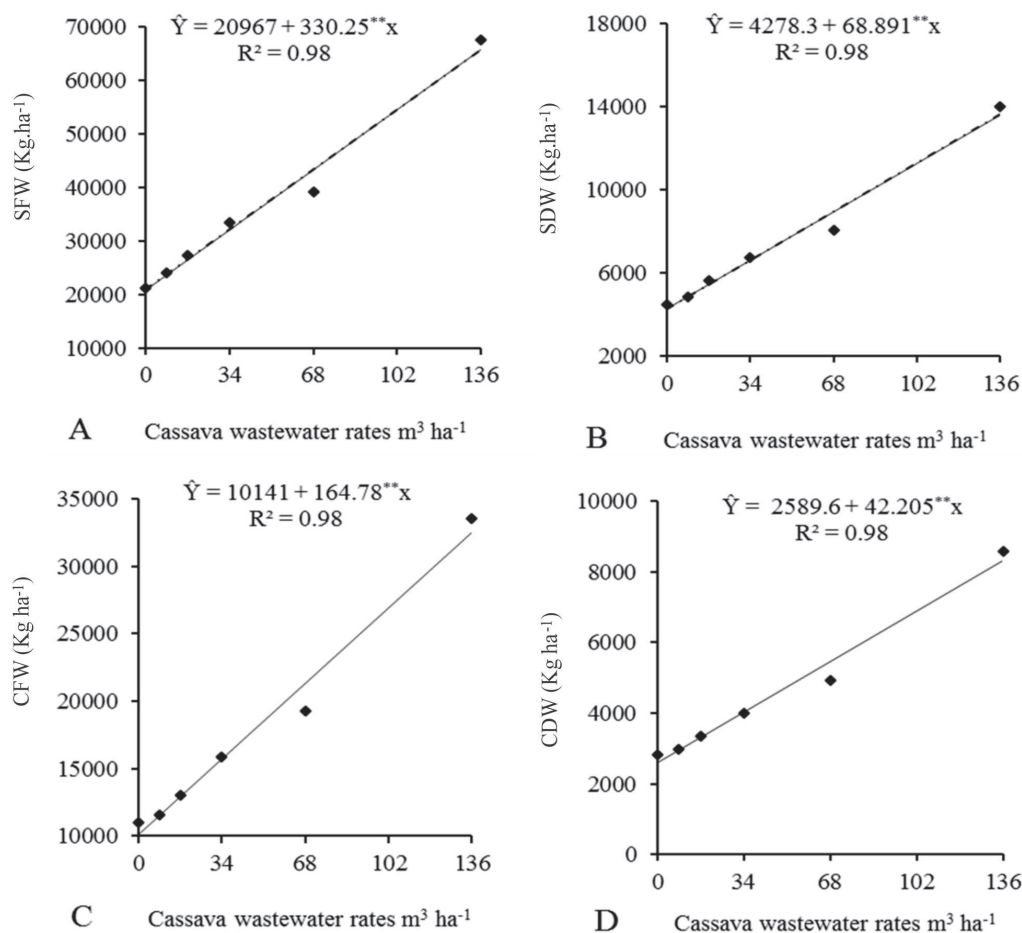 Ŷ = 20967 + 330.25**x
R² = 0.98
SFW (Kg.ha⁻¹)
70000
60000
50000
40000
30000
20000
10000
0 34 68 102 136
A Cassava wastewater rates m³ ha⁻¹
Ŷ = 4278.3 + 68.891**x
R² = 0.98
SDW (Kg.ha⁻¹)
18000
14000
10000
6000
2000
0 34 68 102 136
B Cassava wastewater rates m³ ha⁻¹
Ŷ = 10141 + 164.78**x
R² = 0.98
CFW (Kg ha⁻¹)
35000
30000
25000
20000
15000
10000
0 34 68 102 136
C Cassava wastewater rates m³ ha⁻¹
Ŷ = 2589.6 + 42.205**x
R² = 0.98
CDW (Kg ha⁻¹)
10000
8000
6000
4000
2000
0
0 34 68 102 136
D Cassava wastewater rates m³ ha⁻¹